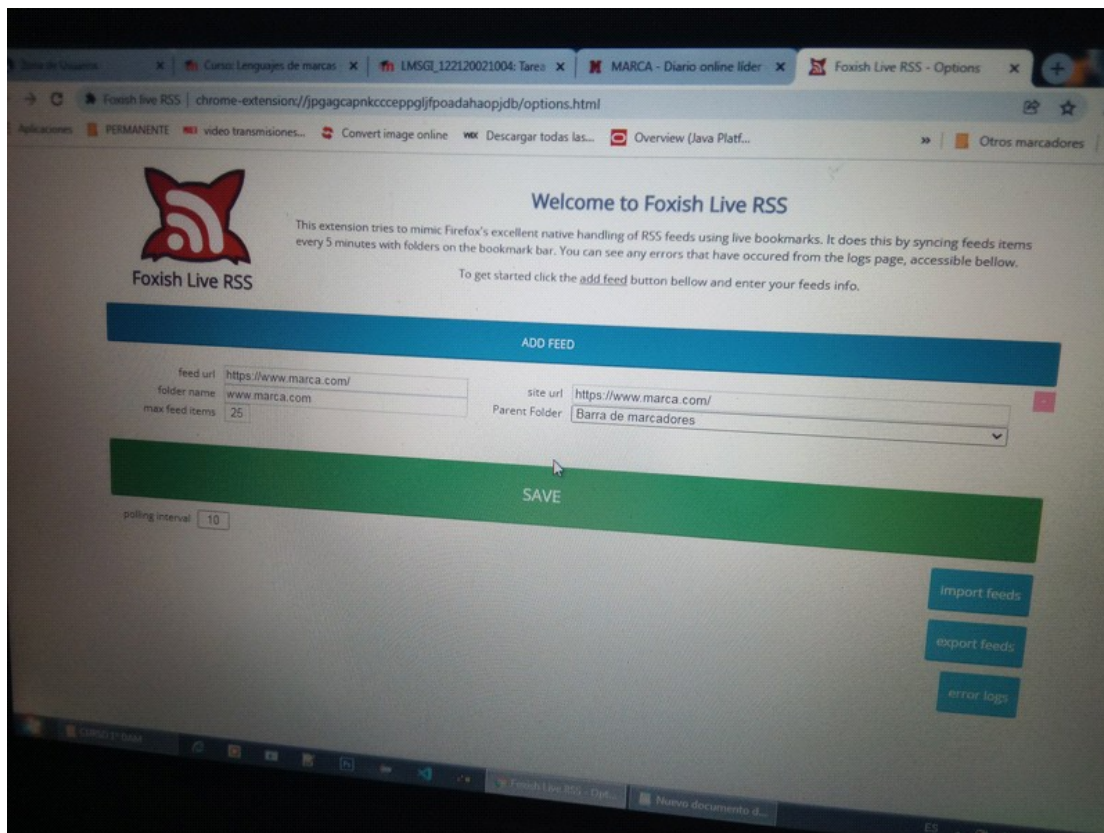 Zona de Usuarios
Curso: Lenguajes de marcas
LMSGI_122120021004: Tarea
MARCA - Diario online líder
Foxish Live RSS - Options
Foxish live RSS | chrome-extension://jpgagcapnkccceppgljfpoadahaopjdb/options.html
Aplicaciones PERMANENTE video transmisiones... Convert image online Descargar todas las... Overview (Java Platf... » Otros marcadores
Foxish Live RSS
Welcome to Foxish Live RSS
This extension tries to mimic Firefox's excellent native handling of RSS feeds using live bookmarks. It does this by syncing feeds items
every 5 minutes with folders on the bookmark bar. You can see any errors that have occured from the logs page, accessible bellow.
To get started click the add feed button bellow and enter your feeds info.
ADD FEED
feed url https://www.marca.com/
site url https://www.marca.com/
folder name www.marca.com
Parent Folder Barra de marcadores
max feed items 25
SAVE
polling interval 10
import feeds
export feeds
error logs
CURSO 1º DAM
Foxish Live RSS - Opt...
Nuevo documento d...
ES